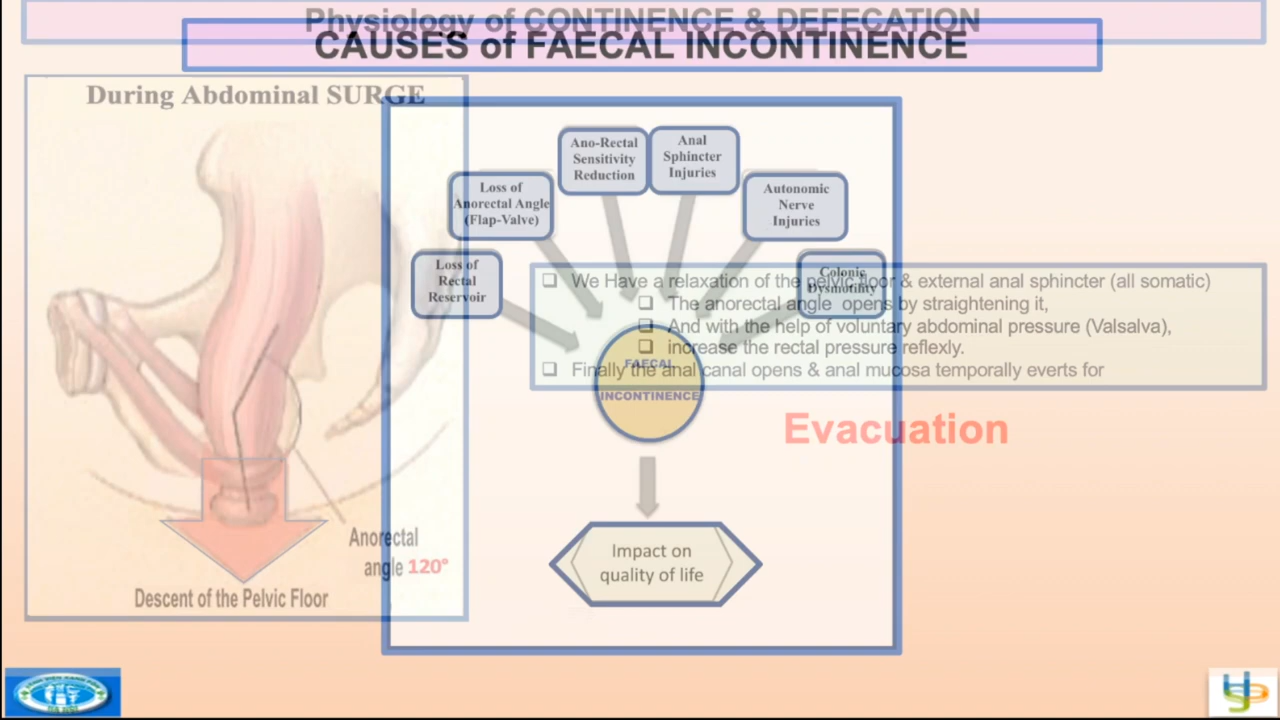 Physiology of CONTINENCE & DEFECATION
CAUSES of FAECAL INCONTINENCE
During Abdominal SURGE
Ano-Rectal
Sensitivity
Reduction
Anal
Sphincter
Injuries
Loss of
Anorectal Angle
(Flap-Valve)
Autonomic
Nerve
Injuries
Loss of
Rectal
Reservoir
Colonic
Dysmotility
❑ We Have a relaxation of the pelvic floor & external anal sphincter (all somatic)
❑ The anorectal angle opens by straightening it,
❑ And with the help of voluntary abdominal pressure (Valsalva),
❑ increase the rectal pressure reflexly.
❑ Finally the anal canal opens & anal mucosa temporally everts for
FAECAL
INCONTINENCE
Evacuation
Anorectal
angle 120°
Descent of the Pelvic Floor
Impact on
quality of life